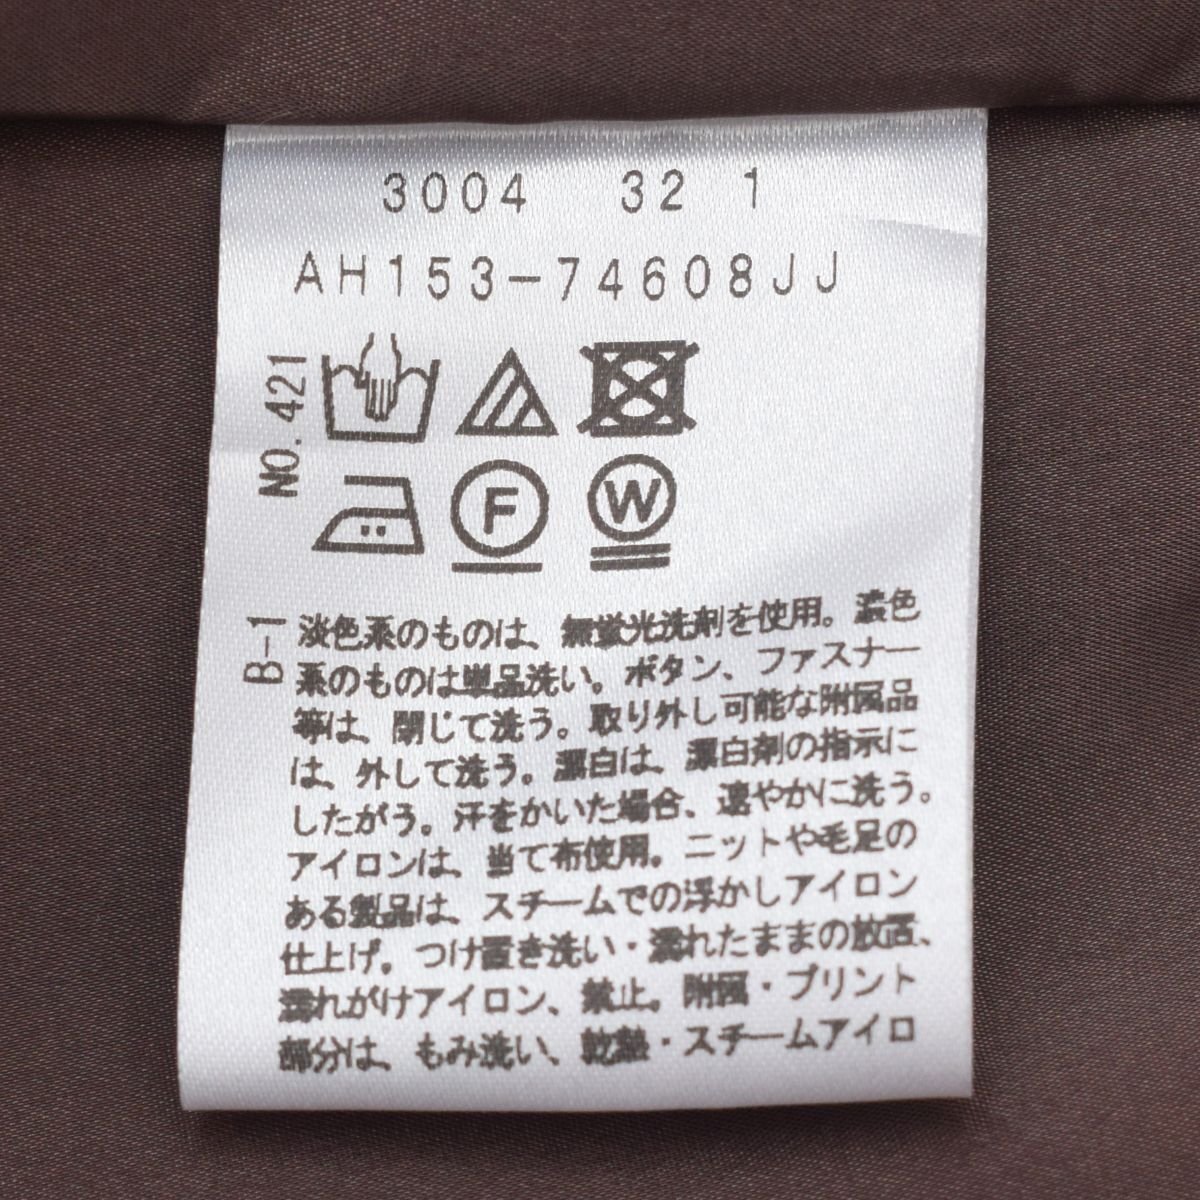 3004 32 1
AH153-74608JJ
NO.421
F W
B-1
淡色系のものは、無蛍光洗剤を使用。濃色
系のものは単品洗い。ボタン、ファスナー
等は、閉じて洗う。取り外し可能な附属品
は、外して洗う。漂白は、漂白剤の指示に
したがう。汗をかいた場合、速やかに洗う。
アイロンは、当て布使用。ニットや毛足の
ある製品は、スチームでの浮かしアイロン
仕上げ。つけ置き洗い・濡れたままの放置、
濡れがけアイロン、禁止。附属・プリント
部分は、もみ洗い、乾燥・スチームアイロ